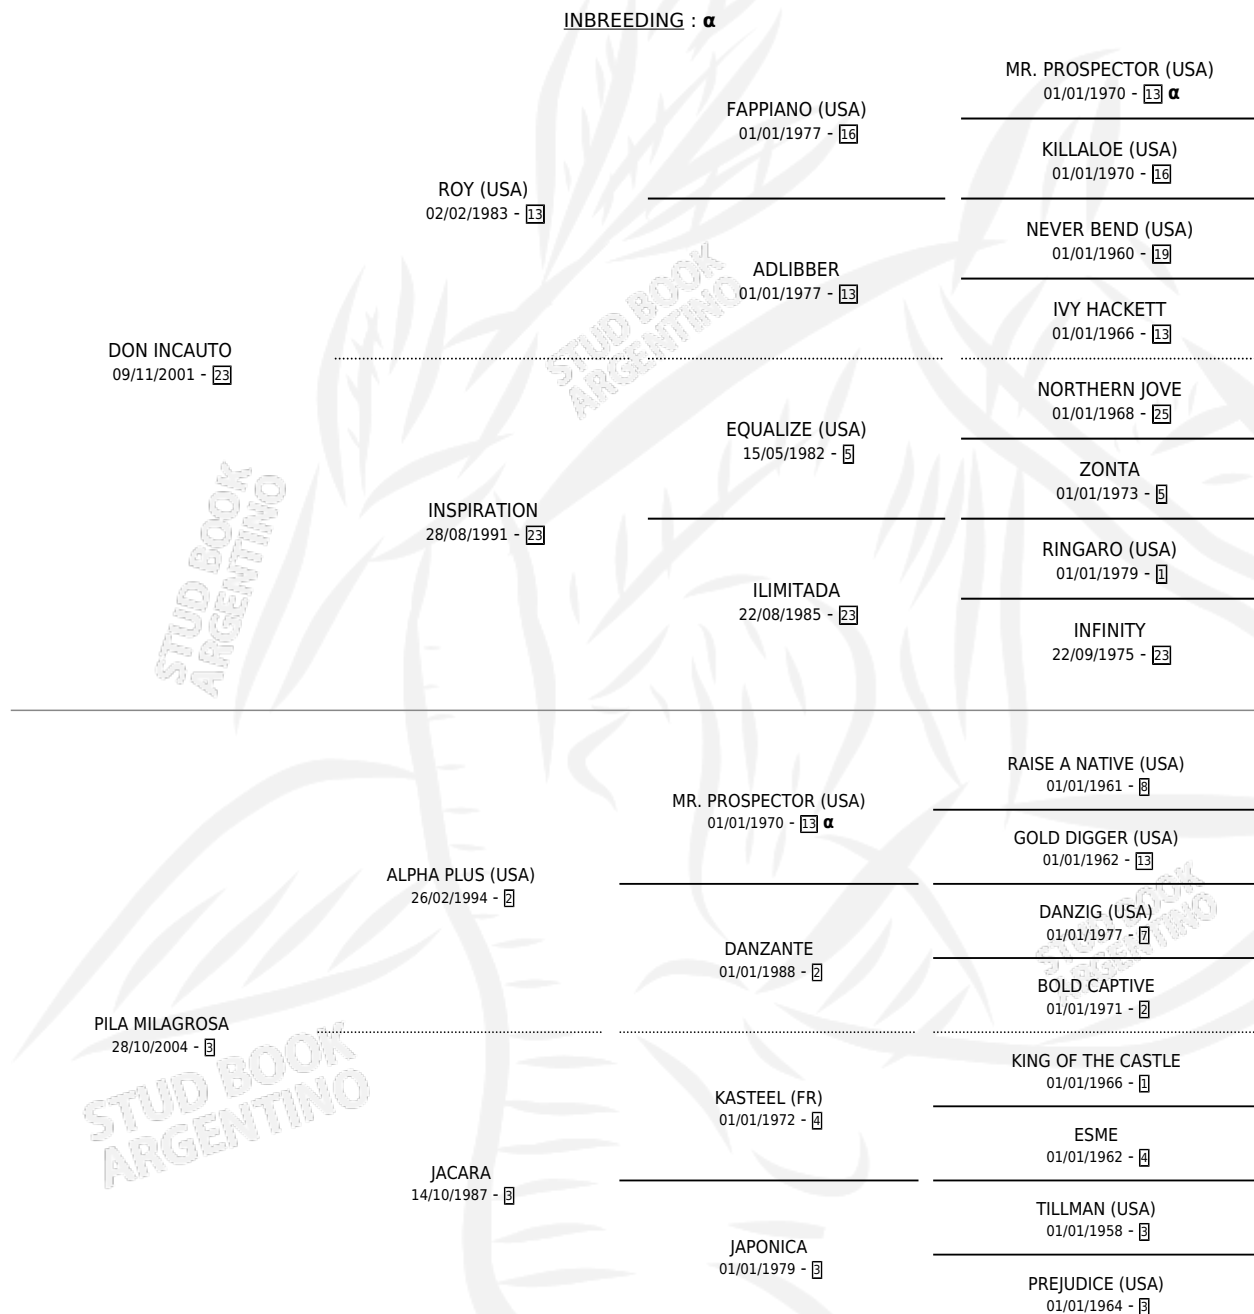 INBREEDING : α
MR. PROSPECTOR (USA)
01/01/1970 - 13 α
FAPPIANO (USA)
01/01/1977 - 16
KILLALOE (USA)
01/01/1970 - 16
ROY (USA)
02/02/1983 - 13
NEVER BEND (USA)
01/01/1960 - 19
ADLIBBER
01/01/1977 - 13
IVY HACKETT
01/01/1966 - 13
DON INCAUTO
09/11/2001 - 23
NORTHERN JOVE
01/01/1968 - 25
EQUALIZE (USA)
15/05/1982 - 5
ZONTA
01/01/1973 - 5
INSPIRATION
28/08/1991 - 23
RINGARO (USA)
01/01/1979 - 1
ILIMITADA
22/08/1985 - 23
INFINITY
22/09/1975 - 23
RAISE A NATIVE (USA)
01/01/1961 - 8
MR. PROSPECTOR (USA)
01/01/1970 - 13 α
GOLD DIGGER (USA)
01/01/1962 - 13
ALPHA PLUS (USA)
26/02/1994 - 2
DANZIG (USA)
01/01/1977 - 7
DANZANTE
01/01/1988 - 2
BOLD CAPTIVE
01/01/1971 - 2
PILA MILAGROSA
28/10/2004 - 3
KING OF THE CASTLE
01/01/1966 - 1
KASTEEL (FR)
01/01/1972 - 4
ESME
01/01/1962 - 4
JACARA
14/10/1987 - 3
TILLMAN (USA)
01/01/1958 - 3
JAPONICA
01/01/1979 - 3
PREJUDICE (USA)
01/01/1964 - 3
STUD BOOK
ARGENTINO
STUD BOOK
ARGENTINO
STUD BOOK
ARGENTINO
STUD BOOK
ARGENTINO